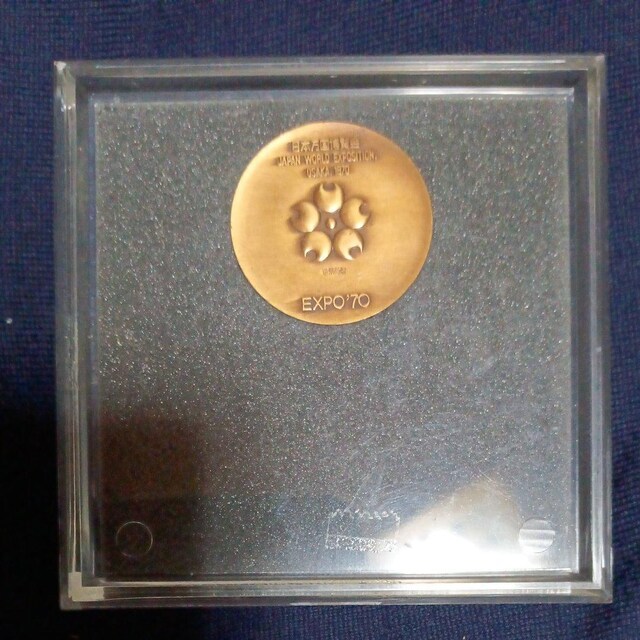 日本万国博覧会
JAPAN WORLD EXPOSITION
OSAKA 1970
EXPO'70